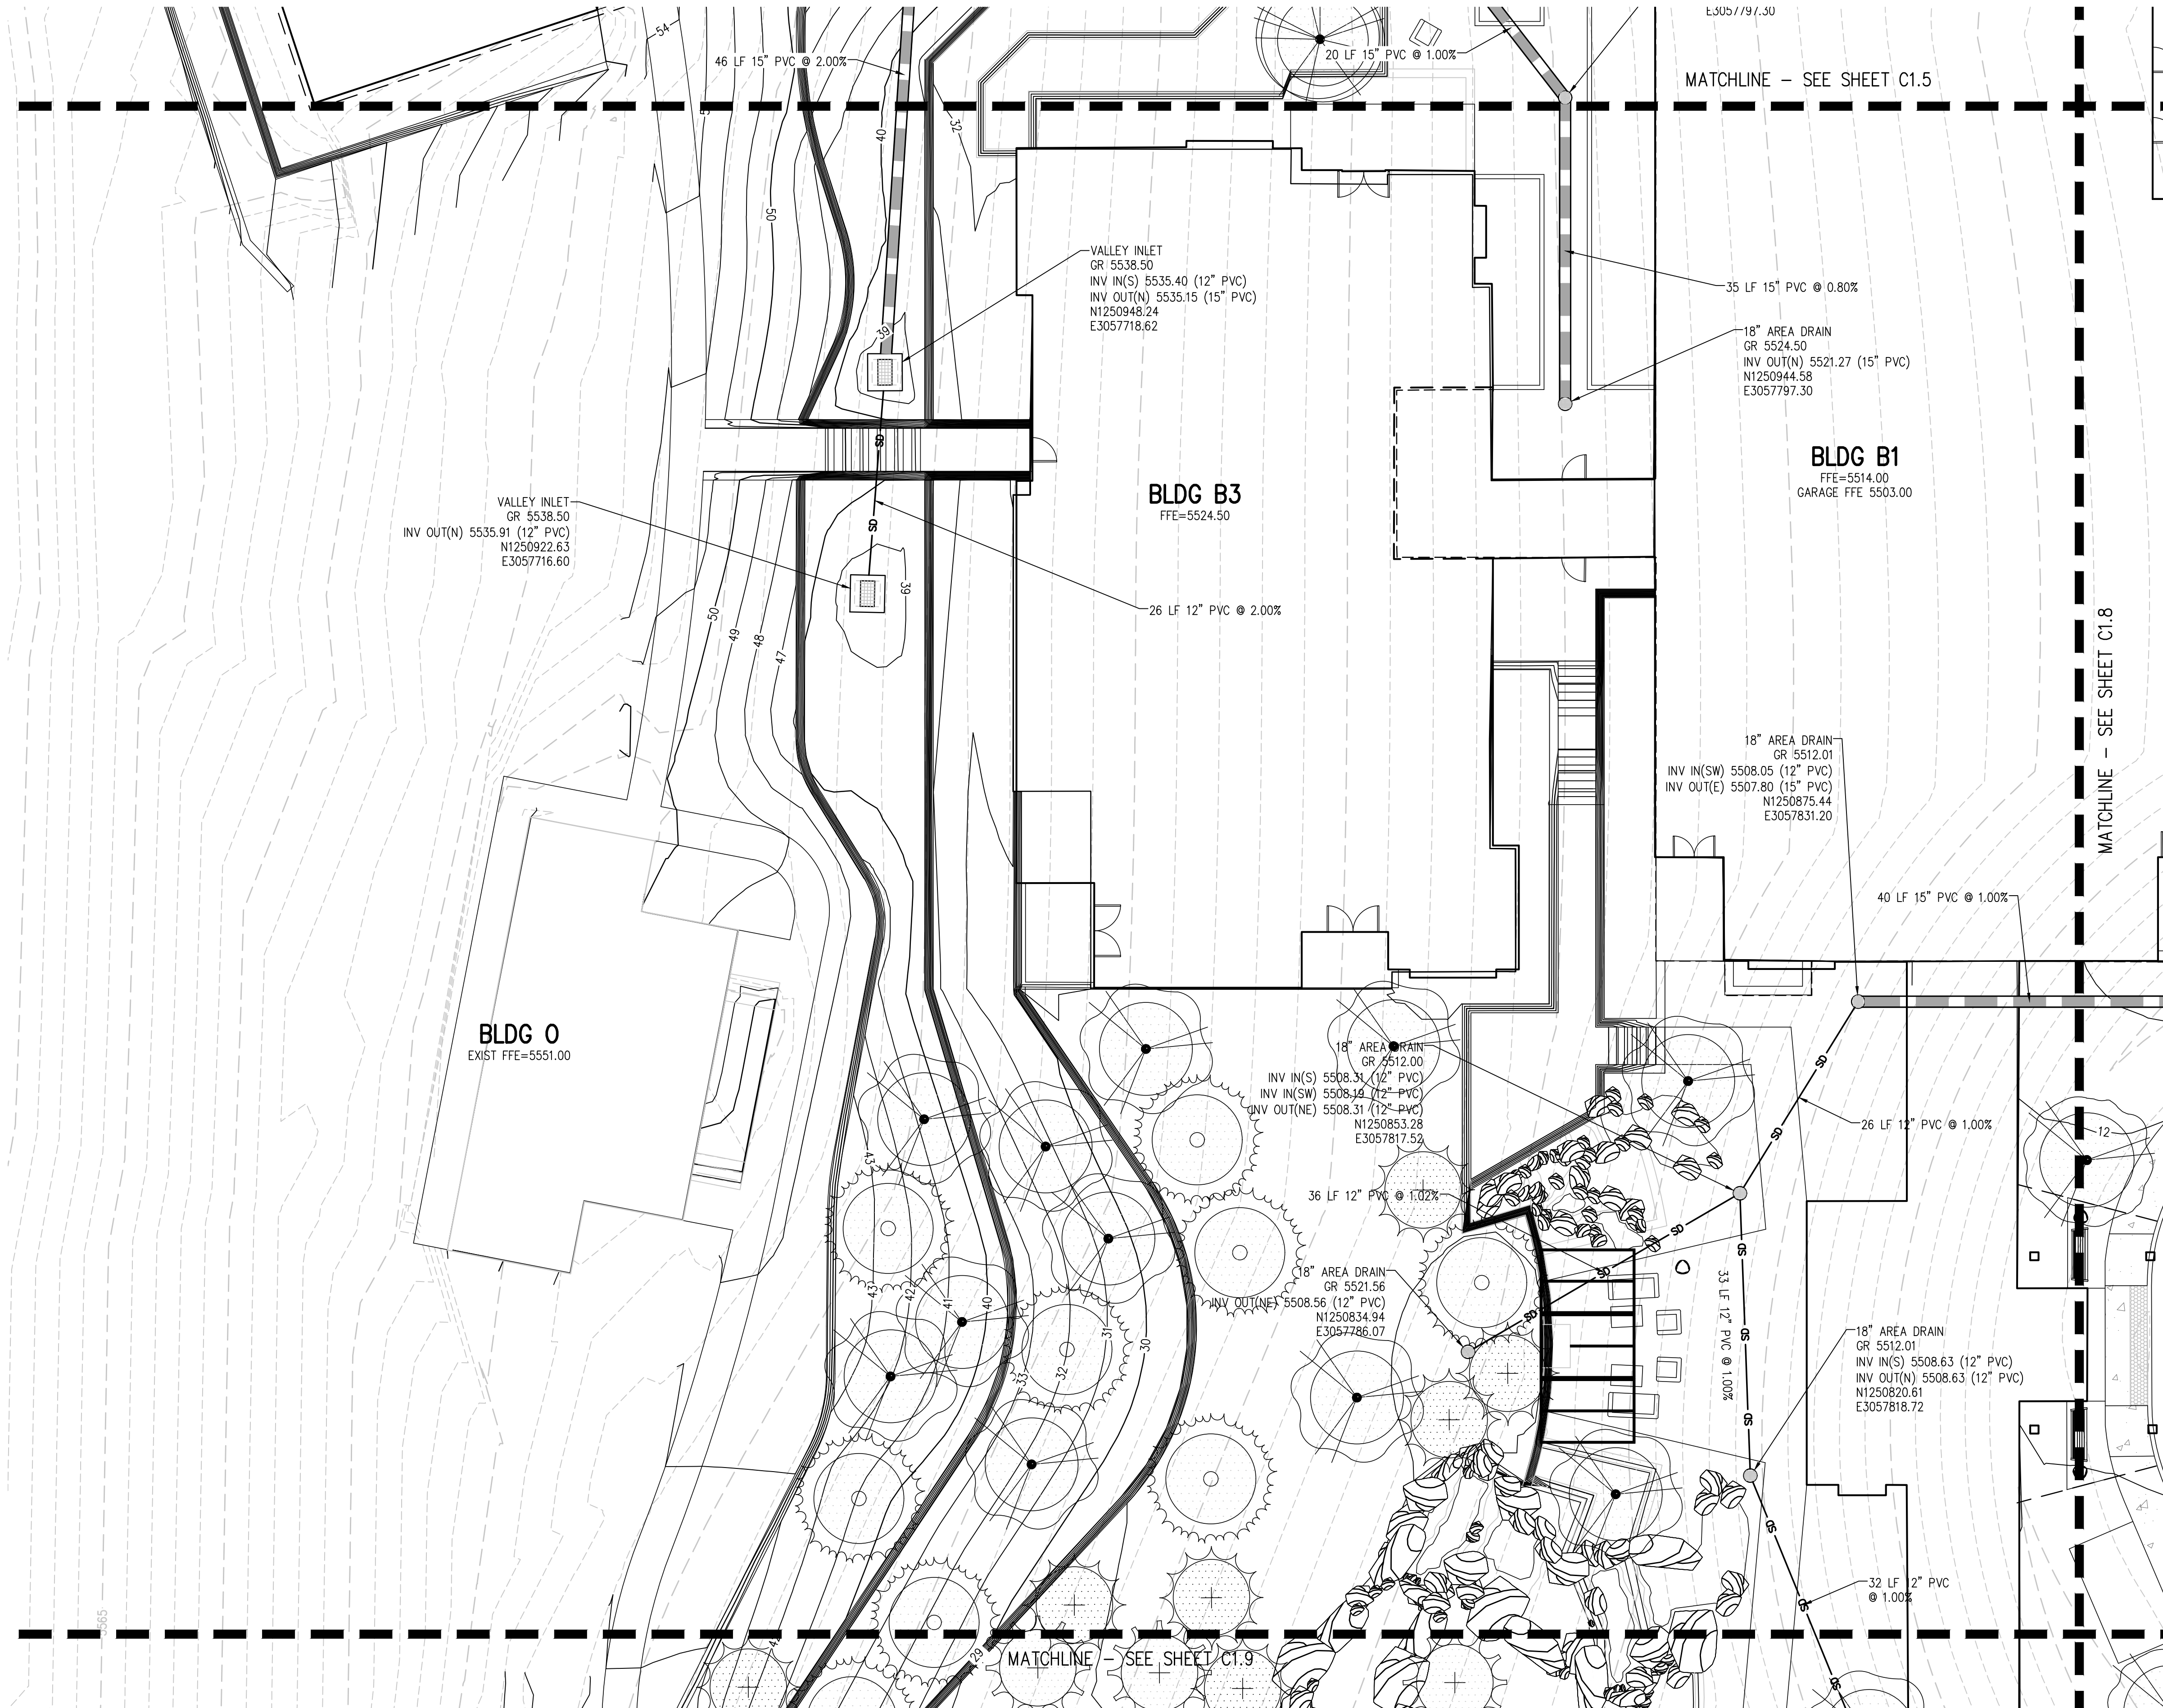 E3057797.30
54
46 LF 15" PVC @ 2.00%
20 LF 15" PVC @ 1.00%
MATCHLINE - SEE SHEET C1.5
40
32
50
VALLEY INLET
GR 5538.50
INV IN(S) 5535.40 (12" PVC)
INV OUT(N) 5535.15 (15" PVC)
N1250948.24
E3057718.62
35 LF 15" PVC @ 0.80%
39
18" AREA DRAIN
GR 5524.50
INV OUT(N) 5521.27 (15" PVC)
N1250944.58
E3057797.30
SD
BLDG B1
FFE=5514.00
GARAGE FFE 5503.00
BLDG B3
FFE=5524.50
VALLEY INLET
GR 5538.50
INV OUT(N) 5535.91 (12" PVC)
N1250922.63
E3057716.60
SD
39
26 LF 12" PVC @ 2.00%
50
49
48
47
MATCHLINE - SEE SHEET C1.8
18" AREA DRAIN
GR 5512.01
INV IN(SW) 5508.05 (12" PVC)
INV OUT(E) 5507.80 (15" PVC)
N1250875.44
E3057831.20
40 LF 15" PVC @ 1.00%
BLDG O
EXIST FFE=5551.00
18" AREA DRAIN
GR 5512.00
INV IN(S) 5508.31 (12" PVC)
INV IN(SW) 5508.19 (12" PVC)
INV OUT(NE) 5508.31 (12" PVC)
N1250853.28
E3057817.52
SD
26 LF 12" PVC @ 1.00%
SD
12
43
36 LF 12" PVC @ 1.02%
SD
SD
SD
18" AREA DRAIN
GR 5521.56
INV OUT(NE) 5508.56 (12" PVC)
N1250834.94
E3057786.07
SD
33 LF 12" PVC @ 1.00%
43
42
41
40
31
30
33
32
SD
SD
18" AREA DRAIN
GR 5512.01
INV IN(S) 5508.63 (12" PVC)
INV OUT(N) 5508.63 (12" PVC)
N1250820.61
E3057818.72
SD
32 LF 12" PVC
@ 1.00%
SD
5565
29
MATCHLINE - SEE SHEET C1.9
SD